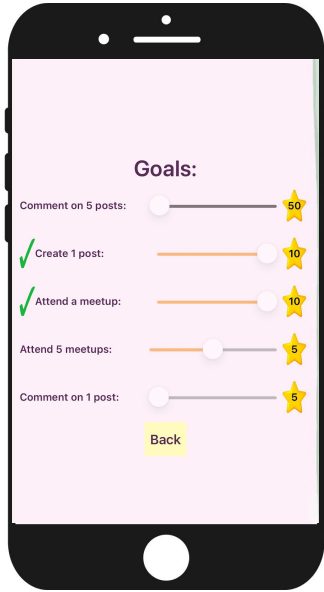 Goals:
Comment on 5 posts: 50
Create 1 post: 10
Attend a meetup: 10
Attend 5 meetups: 5
Comment on 1 post: 5
Back